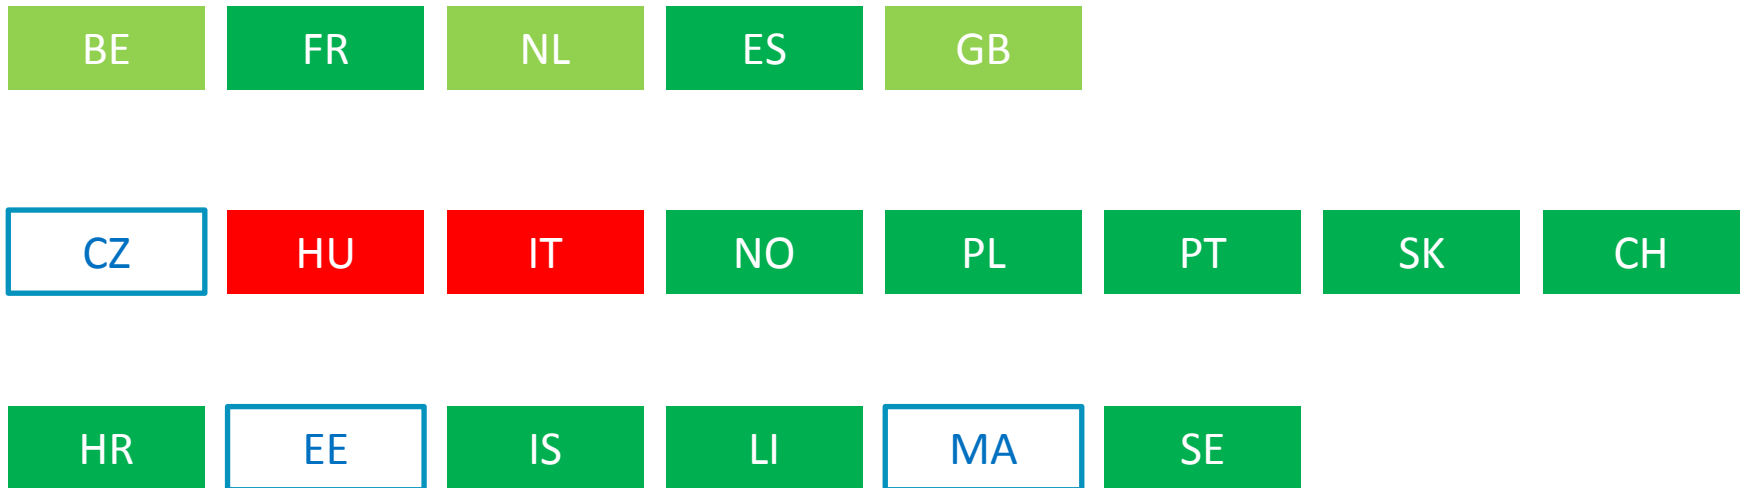 BE FR NL ES GB
CZ HU IT NO PL PT SK CH
HR EE IS LI MA SE